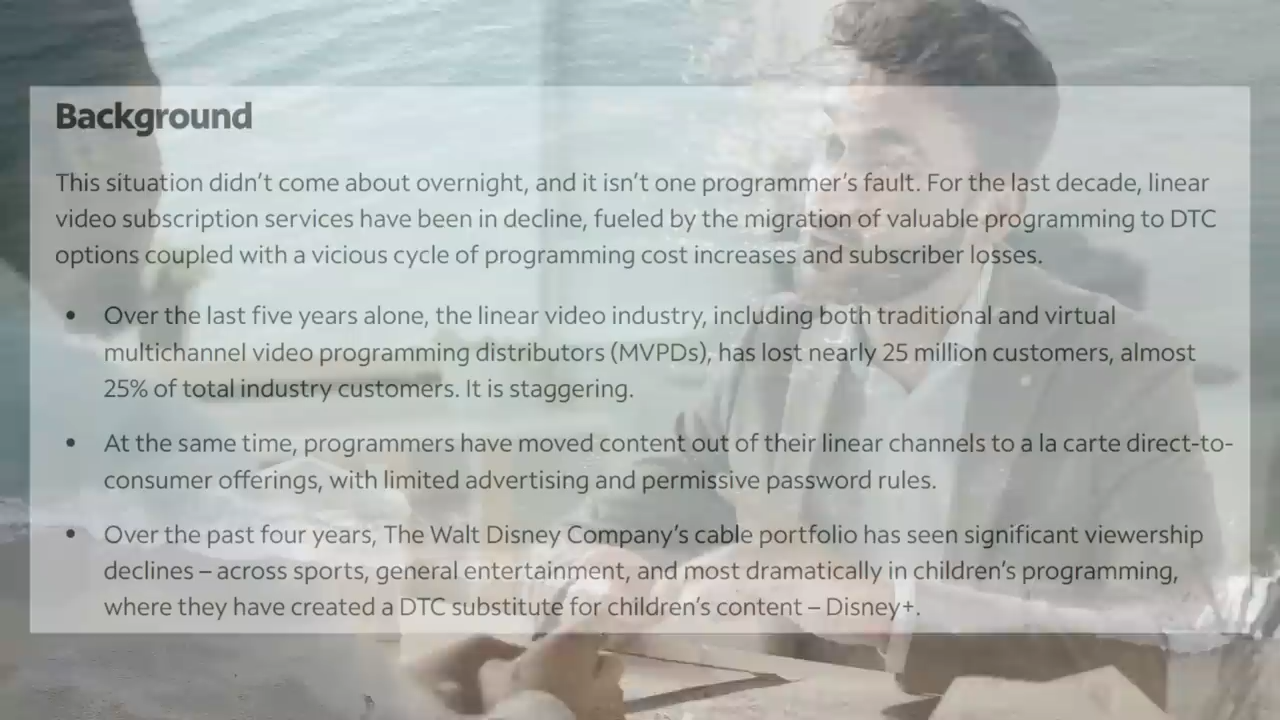 Background
This situation didn't come about overnight, and it isn't one programmer's fault. For the last decade, linear
video subscription services have been in decline, fueled by the migration of valuable programming to DTC
options coupled with a vicious cycle of programming cost increases and subscriber losses.
• Over the last five years alone, the linear video industry, including both traditional and virtual
multichannel video programming distributors (MVPDs), has lost nearly 25 million customers, almost
25% of total industry customers. It is staggering.
• At the same time, programmers have moved content out of their linear channels to a la carte direct-to-
consumer offerings, with limited advertising and permissive password rules.
• Over the past four years, The Walt Disney Company's cable portfolio has seen significant viewership
declines – across sports, general entertainment, and most dramatically in children's programming,
where they have created a DTC substitute for children's content – Disney+.